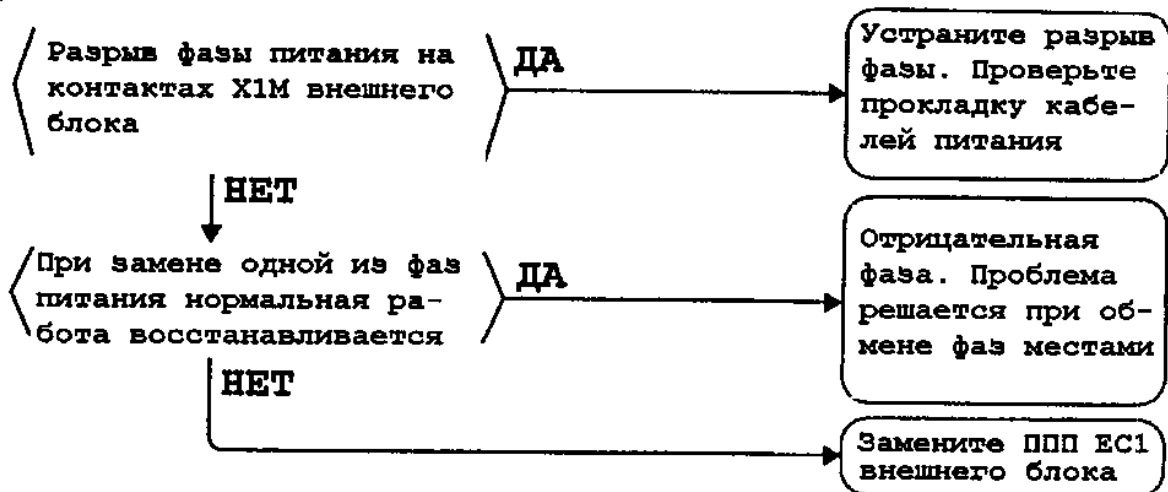 Разрыв фазы питания на
контактах X1M внешнего
блока
ДА
Устраните разрыв
фазы. Проверьте
прокладку кабе-
лей питания
НЕТ
При замене одной из фаз
питания нормальная ра-
бота восстанавливается
ДА
Отрицательная
фаза. Проблема
решается при об-
мене фаз местами
НЕТ
Замените ППП EC1
внешнего блока